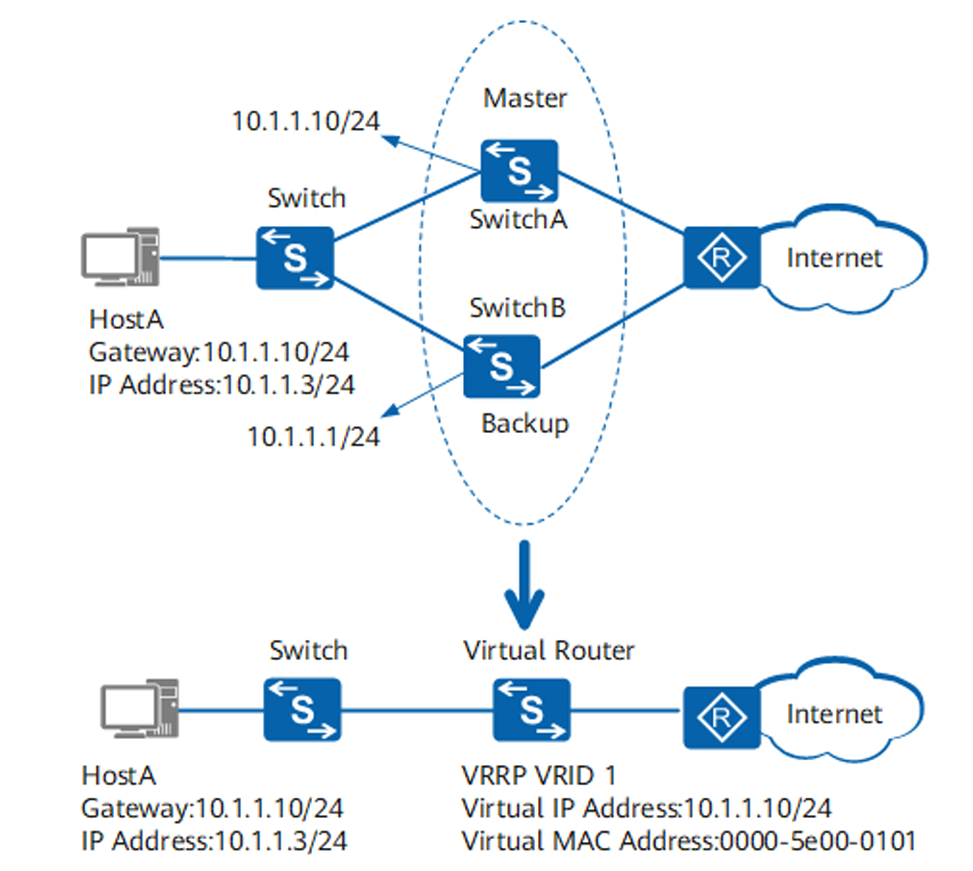 Master
10.1.1.10/24
S
SwitchA
Switch
S
R
Internet
HostA
Gateway:10.1.1.10/24
IP Address:10.1.1.3/24
SwitchB
S
Backup
10.1.1.1/24
Switch
Virtual Router
S
S
R
Internet
HostA
Gateway:10.1.1.10/24
IP Address:10.1.1.3/24
VRRP VRID 1
Virtual IP Address:10.1.1.10/24
Virtual MAC Address:0000-5e00-0101